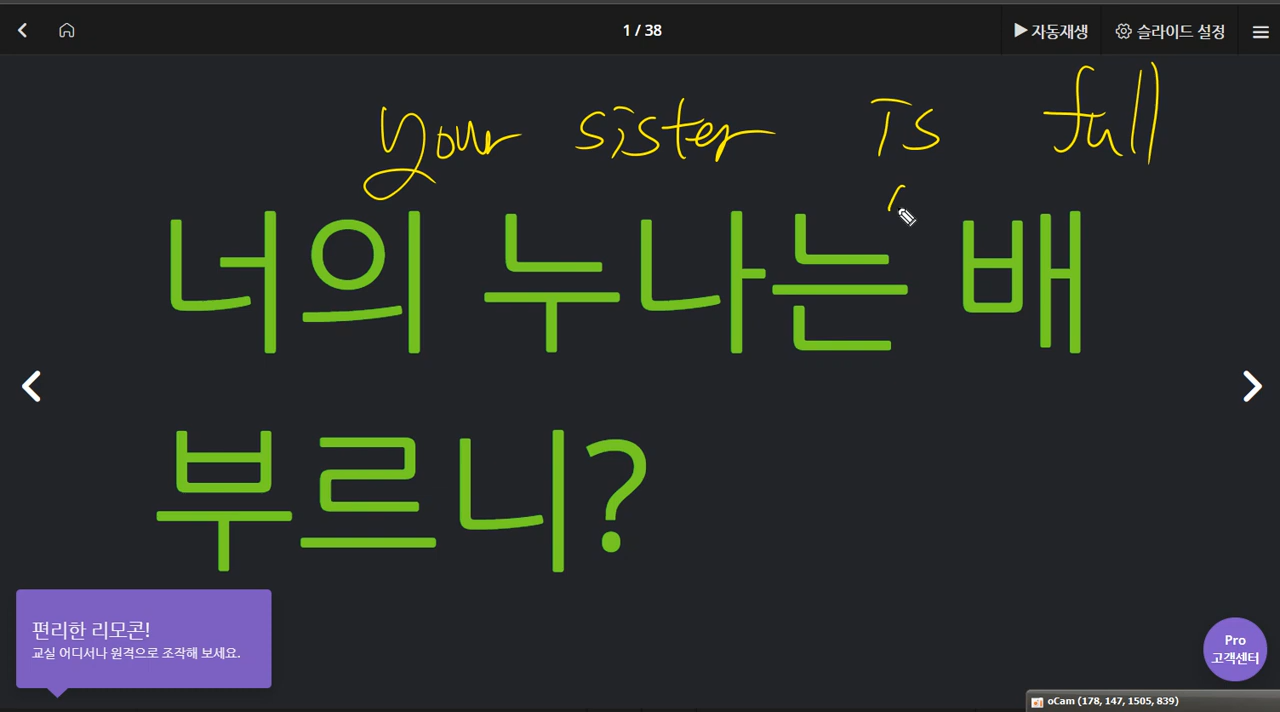 1 / 38
자동재생
슬라이드 설정
your sister Is full
너의 누나는 배
부르니?
편리한 리모콘!
교실 어디서나 원격으로 조작해 보세요.
Pro
고객센터
oCam (178, 147, 1505, 839)